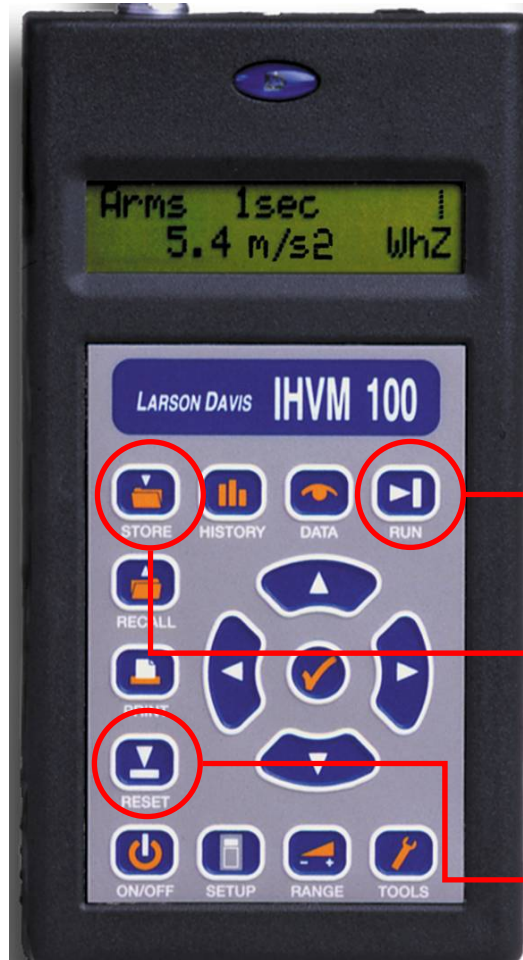 Arms 1sec
5.4 m/s2 WhZ
LARSON DAVIS IHVM 100
STORE HISTORY DATA RUN
RECALL
PRINT
RESET
ON/OFF SETUP RANGE TOOLS